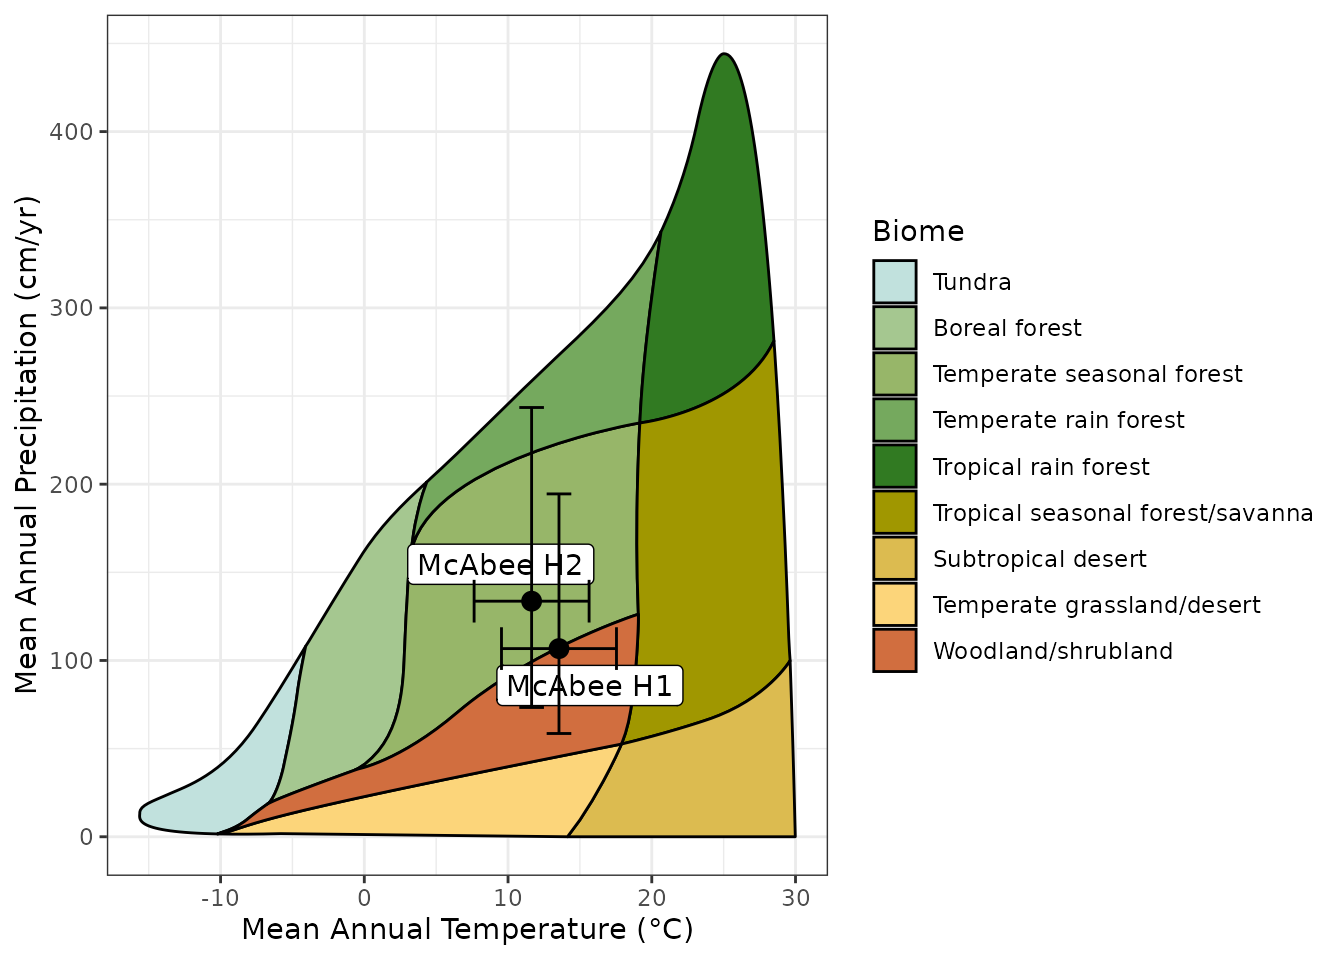 Mean Annual Precipitation (cm/yr)
400
300
200
100
0
McAbee H2
McAbee H1
-10
0
10
20
30
Mean Annual Temperature (°C)
Biome
Tundra
Boreal forest
Temperate seasonal forest
Temperate rain forest
Tropical rain forest
Tropical seasonal forest/savanna
Subtropical desert
Temperate grassland/desert
Woodland/shrubland